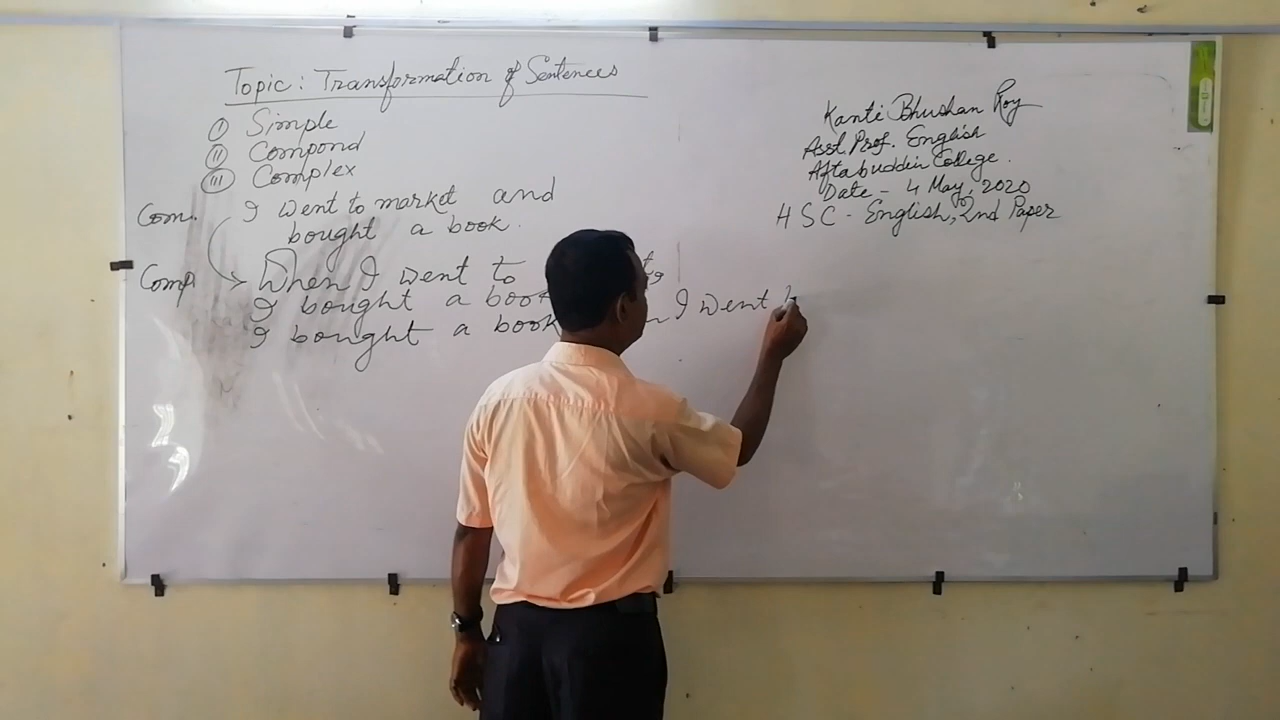 Topic: Transformation of Sentences
I Simple
II Compond
III Complex
Com. I went to market and
bought a book.
Comp When I went to
I bought a book
I bought a book I went
Kanti Bhushan Roy
Asst. Prof. English
Aftabuddin College.
Date - 4 May, 2020
HSC - English, 2nd Paper